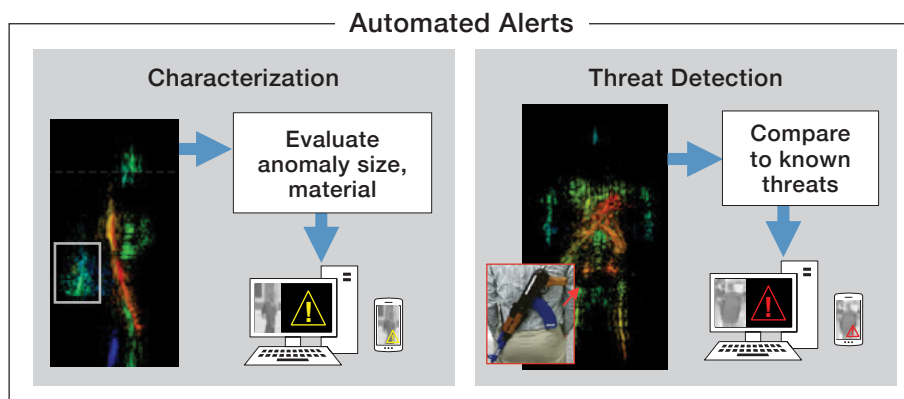 Automated Alerts
Characterization
Evaluate
anomaly size,
material
Threat Detection
Compare
to known
threats